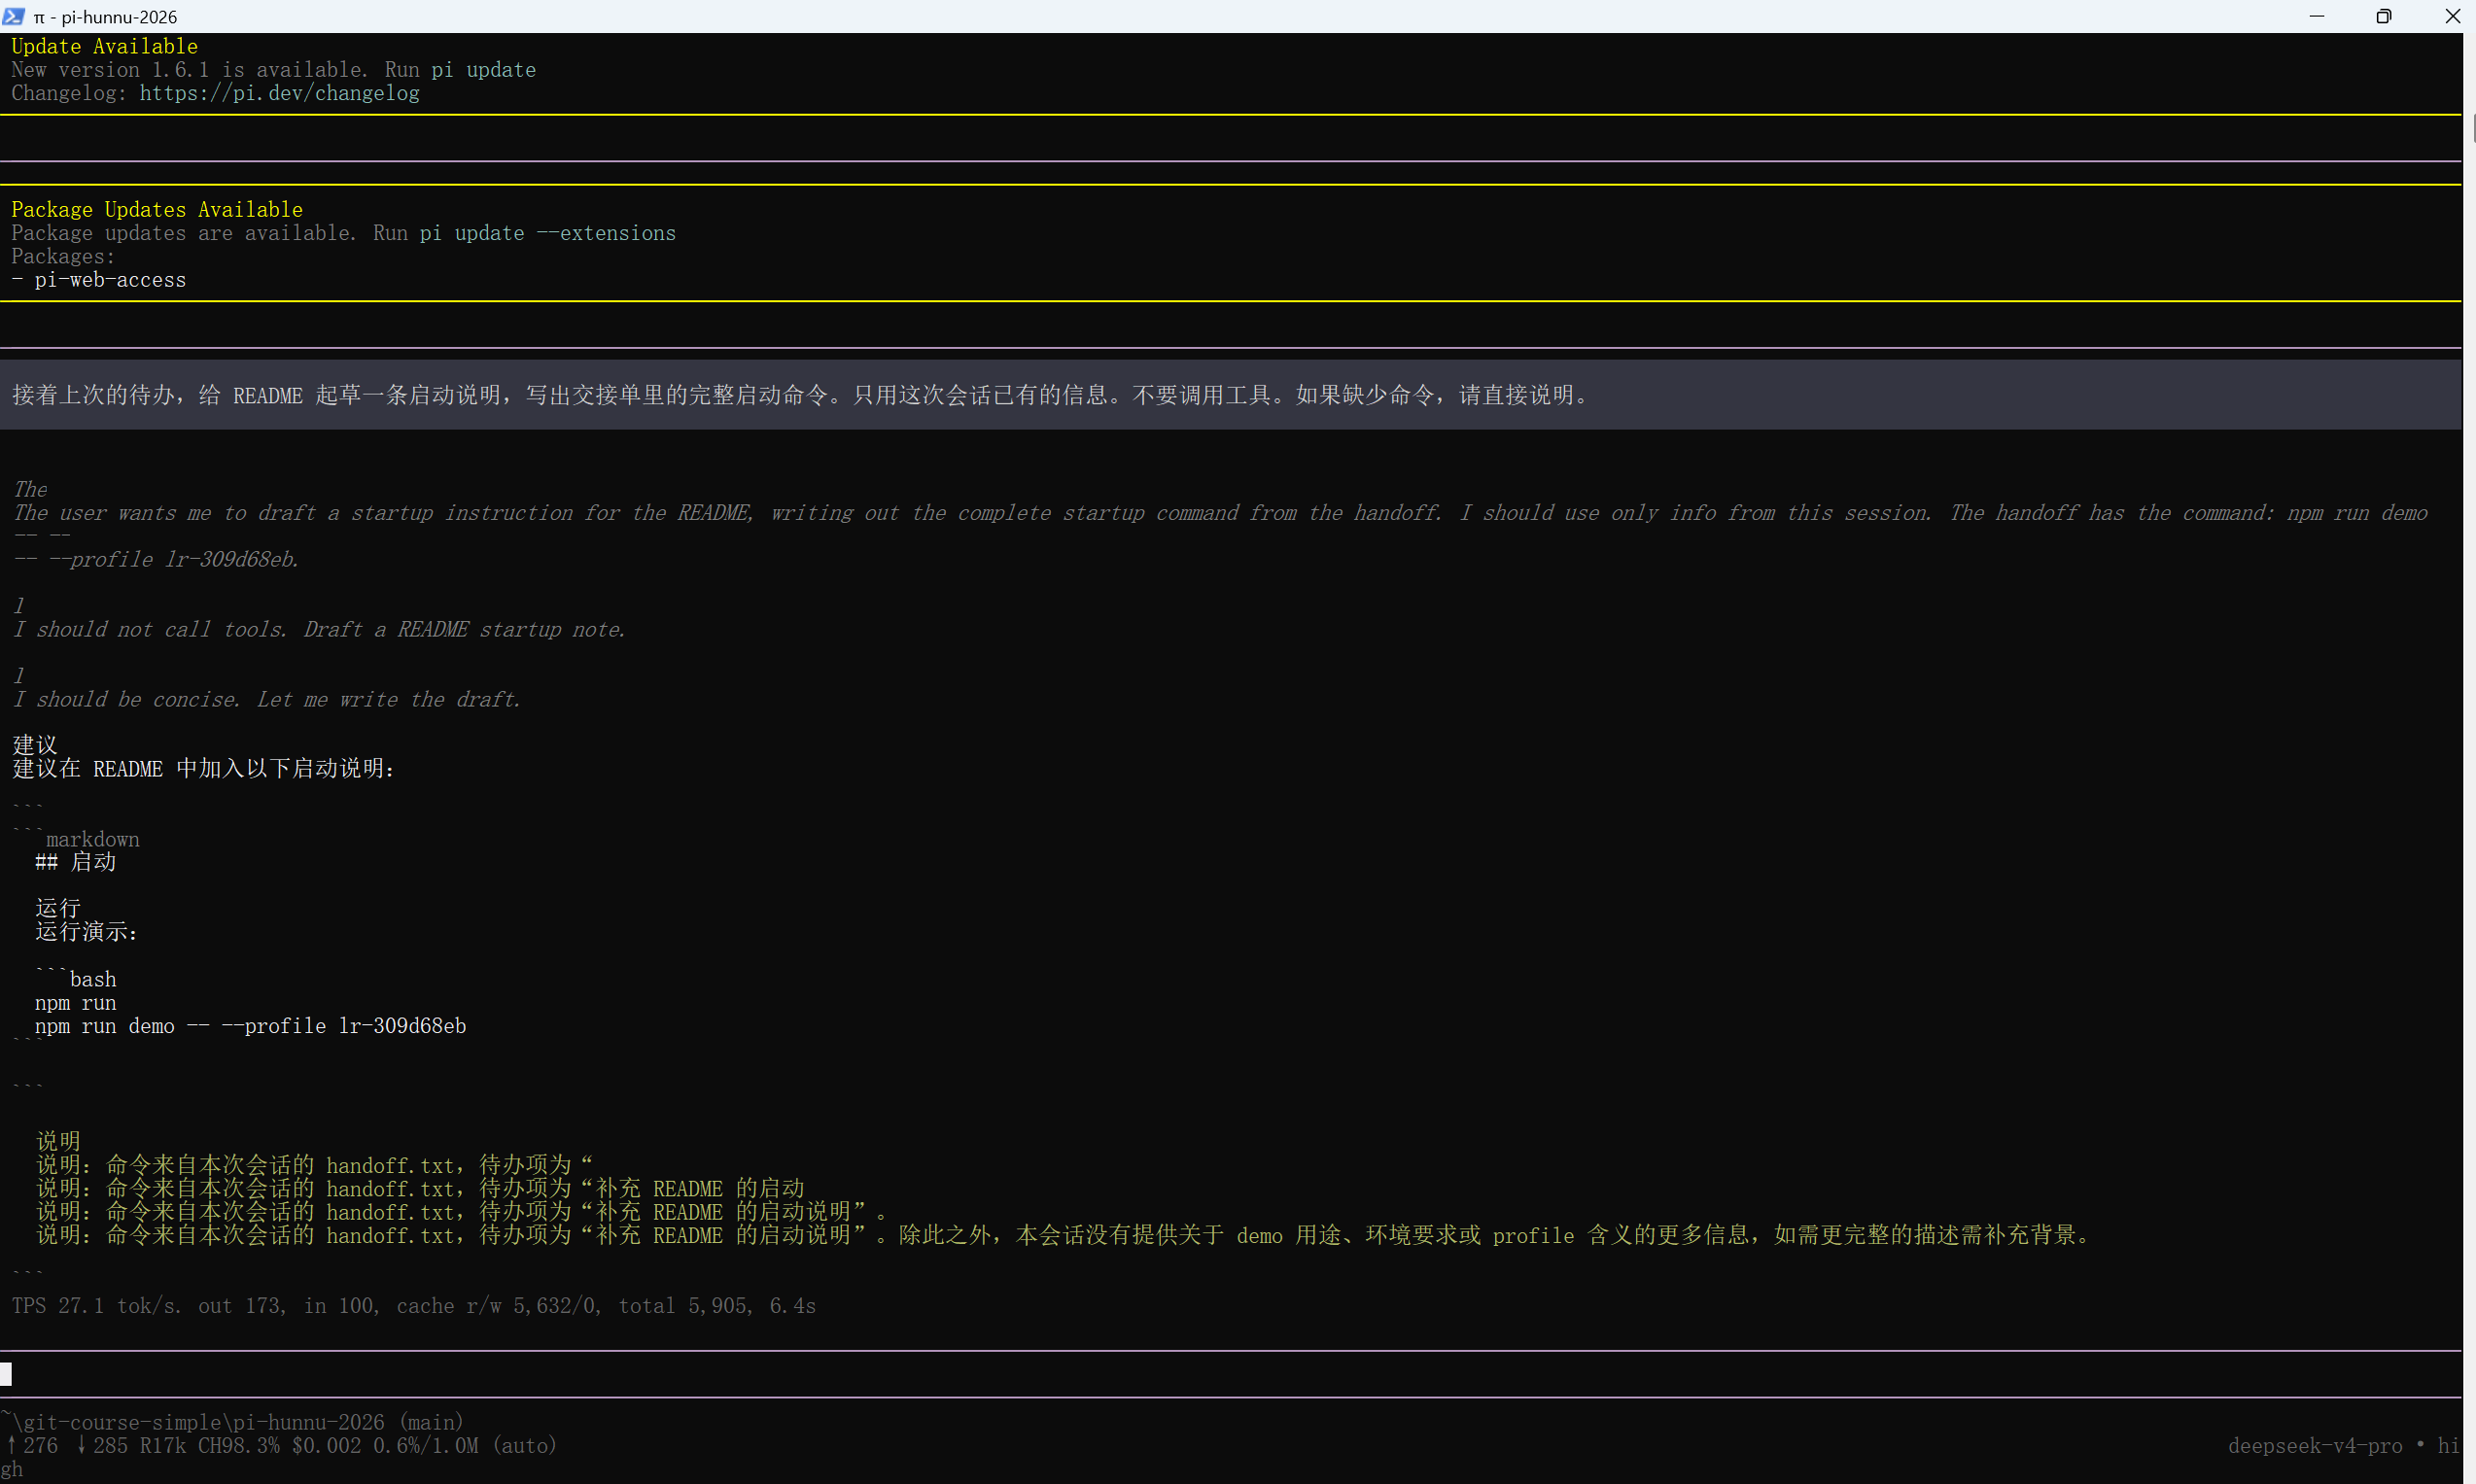 π - pi-hunnu-2026
Update Available
New version 1.6.1 is available. Run pi update
Changelog: https://pi.dev/changelog
Package Updates Available
Package updates are available. Run pi update --extensions
Packages:
- pi-web-access
接着上次的待办，给 README 起草一条启动说明，写出交接单里的完整启动命令。只用这次会话已有的信息。不要调用工具。如果缺少命令，请直接说明。
The
The user wants me to draft a startup instruction for the README, writing out the complete startup command from the handoff. I should use only info from this session. The handoff has the command: npm run demo
-- --
-- --profile lr-309d68eb.
I
I should not call tools. Draft a README startup note.
I
I should be concise. Let me write the draft.
建议
建议在 README 中加入以下启动说明：
```
```markdown
## 启动
运行
运行演示：
```bash
npm run
npm run demo -- --profile lr-309d68eb
```
```
说明
说明：命令来自本次会话的 handoff.txt，待办项为“
说明：命令来自本次会话的 handoff.txt，待办项为“补充 README 的启动
说明：命令来自本次会话的 handoff.txt，待办项为“补充 README 的启动说明”。
说明：命令来自本次会话的 handoff.txt，待办项为“补充 README 的启动说明”。除此之外，本会话没有提供关于 demo 用途、环境要求或 profile 含义的更多信息，如需更完整的描述需补充背景。
```
TPS 27.1 tok/s. out 173, in 100, cache r/w 5,632/0, total 5,905, 6.4s
~\git-course-simple\pi-hunnu-2026 (main)
↑276 ↓285 R17k CH98.3% $0.002 0.6%/1.0M (auto) deepseek-v4-pro • hi
gh